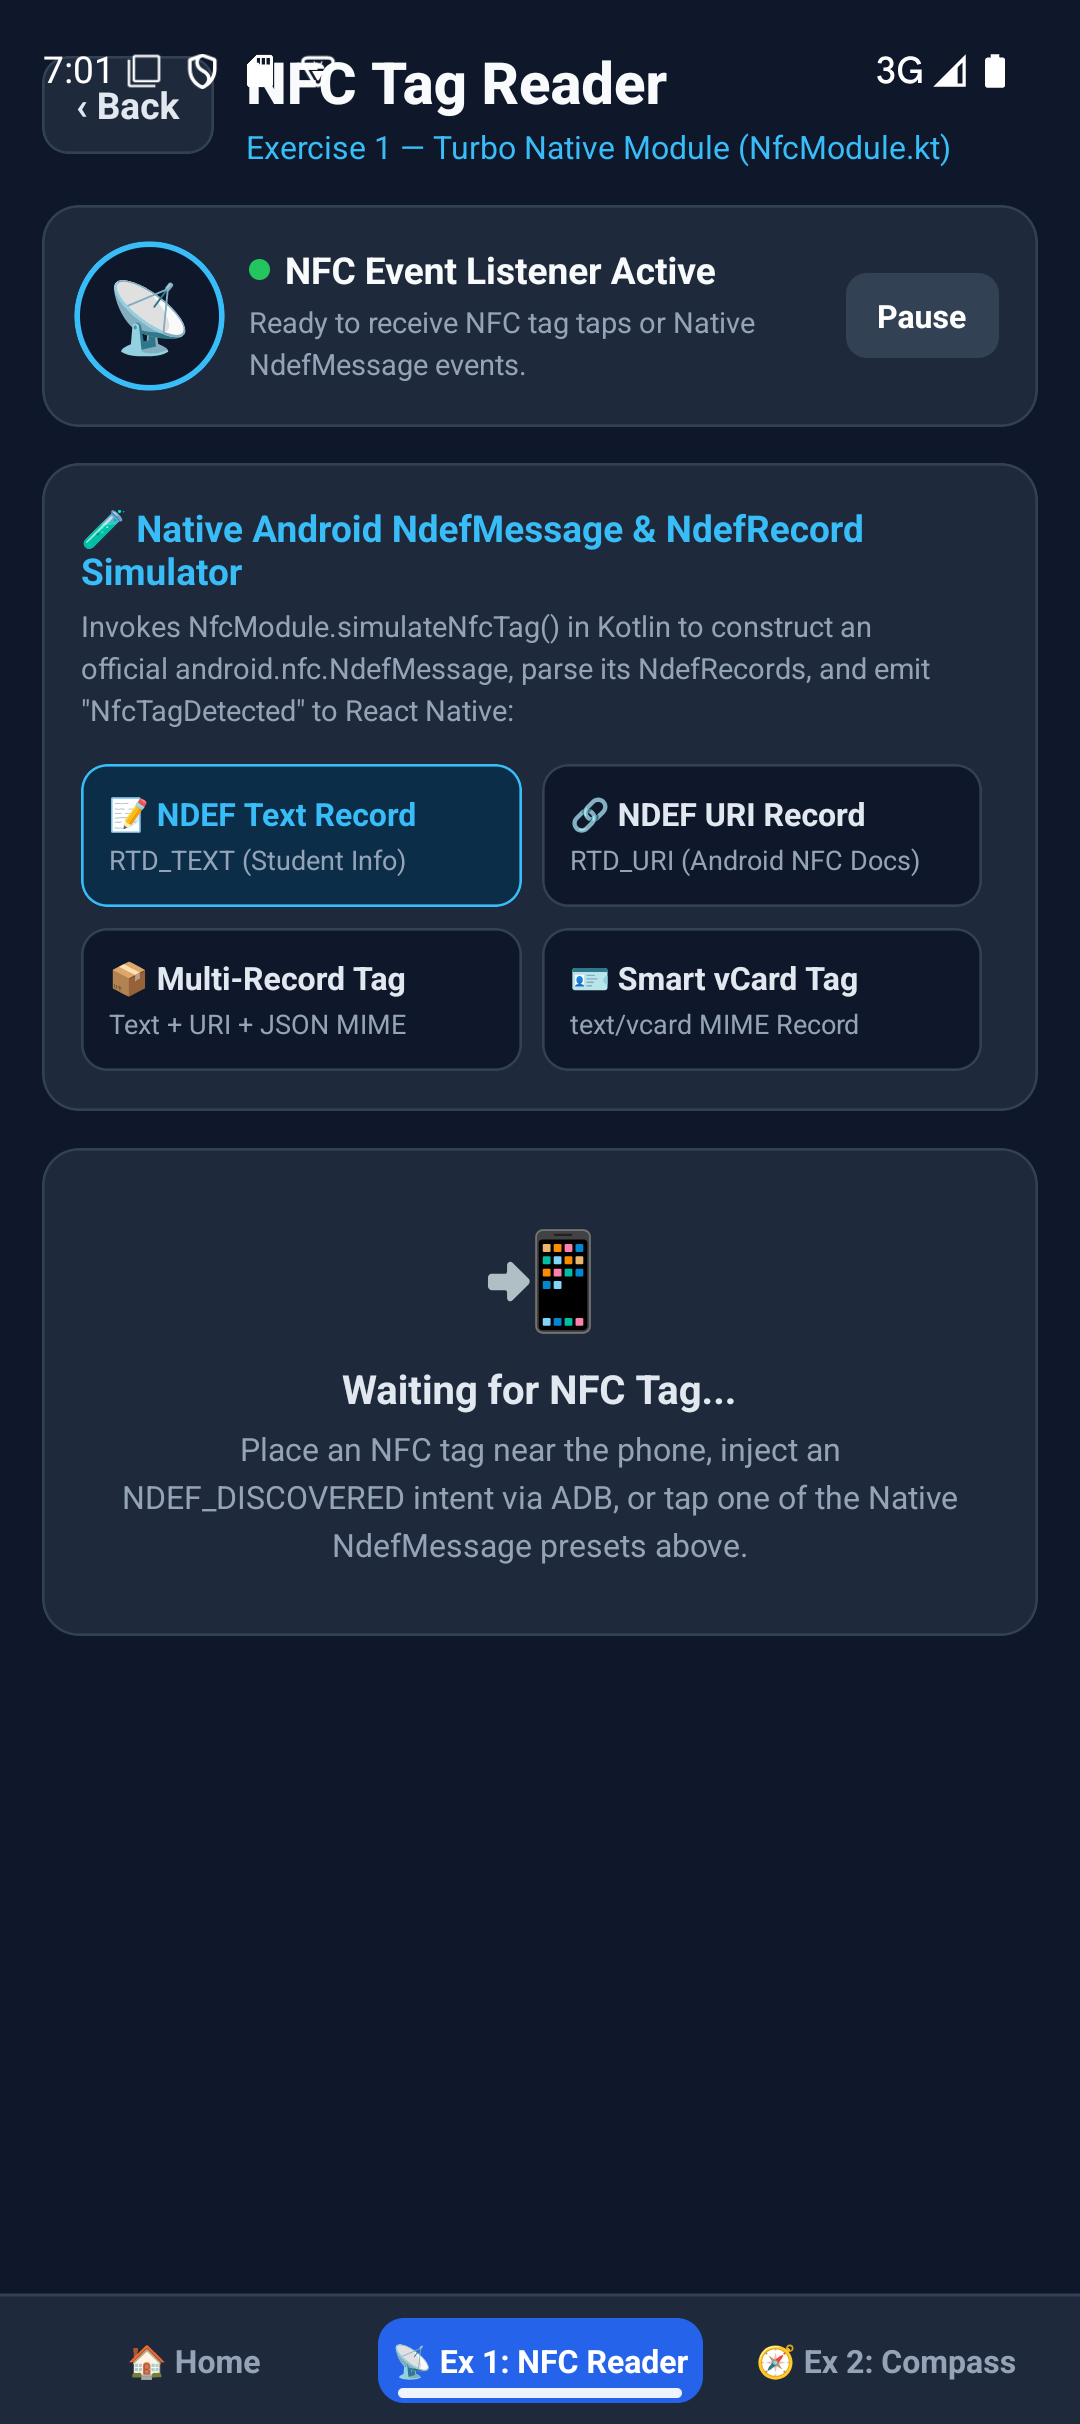 7:01
3G
‹ Back
NFC Tag Reader
Exercise 1 — Turbo Native Module (NfcModule.kt)
NFC Event Listener Active
Ready to receive NFC tag taps or Native
NdefMessage events.
Pause
Native Android NdefMessage & NdefRecord
Simulator
Invokes NfcModule.simulateNfcTag() in Kotlin to construct an
official android.nfc.NdefMessage, parse its NdefRecords, and emit
"NfcTagDetected" to React Native:
NDEF Text Record
RTD_TEXT (Student Info)
NDEF URI Record
RTD_URI (Android NFC Docs)
Multi-Record Tag
Text + URI + JSON MIME
Smart vCard Tag
text/vcard MIME Record
Waiting for NFC Tag...
Place an NFC tag near the phone, inject an
NDEF_DISCOVERED intent via ADB, or tap one of the Native
NdefMessage presets above.
Home
Ex 1: NFC Reader
Ex 2: Compass